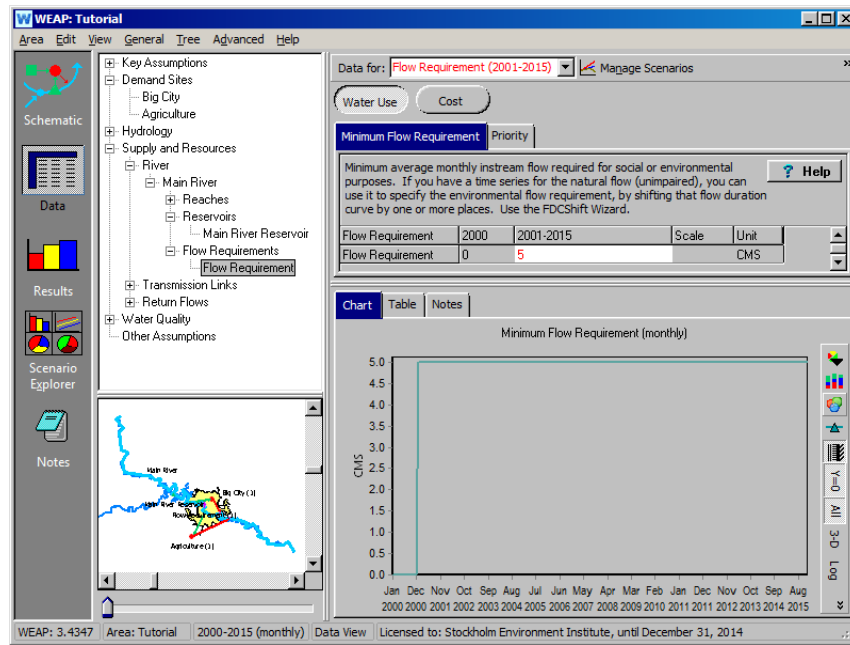 WEAP: Tutorial
Area Edit View General Tree Advanced Help
Schematic
Data
Results
Scenario
Explorer
Notes
Key Assumptions
Demand Sites
Big City
Agriculture
Hydrology
Supply and Resources
River
Main River
Reaches
Reservoirs
Main River Reservoir
Flow Requirements
Flow Requirement
Transmission Links
Return Flows
Water Quality
Other Assumptions
Main River
Big City (1)
Main River Reservoir
Agriculture (1)
Data for: Flow Requirement (2001-2015) Manage Scenarios »
Water Use Cost
Minimum Flow Requirement Priority
Minimum average monthly instream flow required for social or environmental
purposes. If you have a time series for the natural flow (unimpaired), you can
use it to specify the environmental flow requirement, by shifting that flow duration
curve by one or more places. Use the FDCShift Wizard.
? Help
Flow Requirement 2000 2001-2015 Scale Unit
Flow Requirement 0 5 CMS
Chart Table Notes
Minimum Flow Requirement (monthly)
CMS
5.0
4.5
4.0
3.5
3.0
2.5
2.0
1.5
1.0
0.5
0.0
Jan Dec Nov Oct Sep Aug Jul Jun May Apr Mar Feb Jan Dec Nov Oct Sep Aug
2000 2000 2001 2002 2003 2004 2005 2006 2007 2008 2009 2010 2011 2011 2012 2013 2014 2015
Y=0
All
3-D
Log
WEAP: 3.4347 Area: Tutorial 2000-2015 (monthly) Data View Licensed to: Stockholm Environment Institute, until December 31, 2014